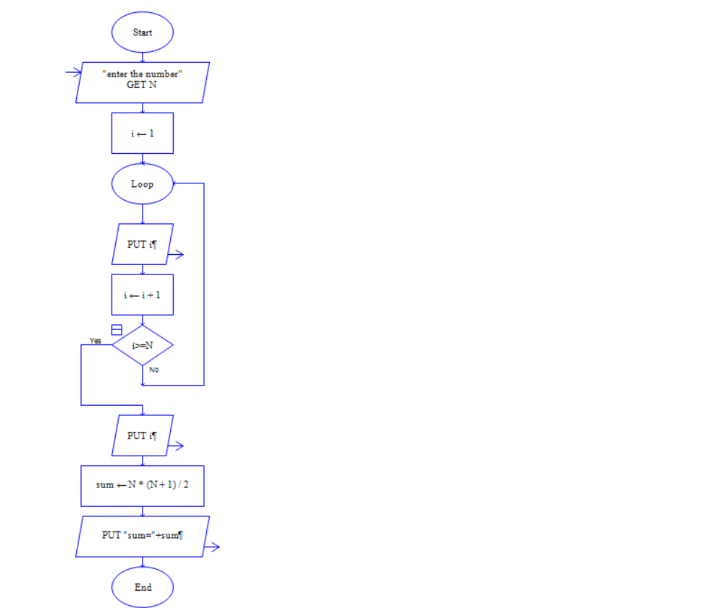 Start
"enter the number"
GET N
i ← 1
Loop
PUT i¶
i ← i + 1
i>=N
Yes
No
PUT i¶
sum ← N * (N + 1) / 2
PUT "sum="+sum¶
End